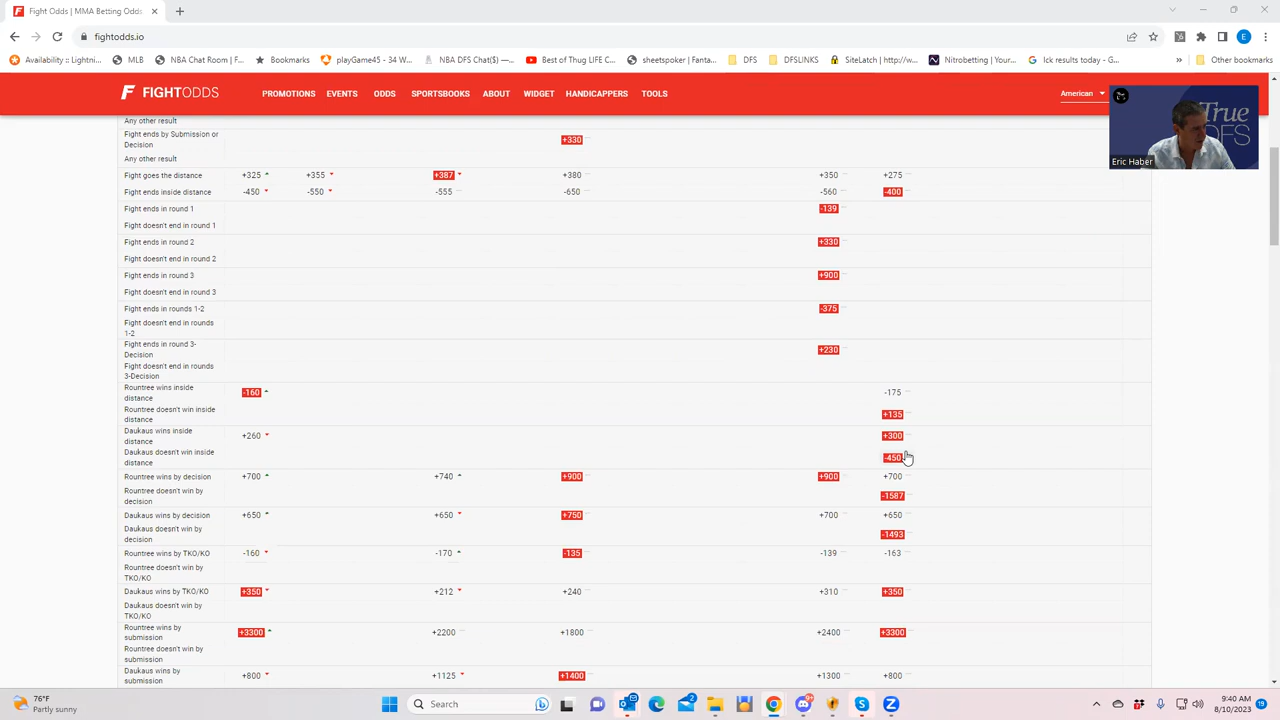 Fight Odds | MMA Betting Odds
fightodds.io
Availability :: Lightni... MLB NBA Chat Room | F... Bookmarks playGame45 - 34 W... NBA DFS Chat($) —... Best of Thug LIFE C... sheetspoker | Fanta... DFS DFSLINKS SiteLatch | http://w... Nitrobetting | Your... Ick results today - G... » Other bookmarks
FIGHTODDS PROMOTIONS EVENTS ODDS SPORTSBOOKS ABOUT WIDGET HANDICAPPERS TOOLS American
True
DFS
Eric Haber
Any other result
Fight ends by Submission or
Decision
+330
Any other result
Fight goes the distance +325 +355 +387 +380 +350 +275
Fight ends inside distance -450 -550 -555 -650 -560 -400
Fight ends in round 1 -139
Fight doesn't end in round 1
Fight ends in round 2 +330
Fight doesn't end in round 2
Fight ends in round 3 +900
Fight doesn't end in round 3
Fight ends in rounds 1-2 -375
Fight doesn't end in rounds
1-2
Fight ends in round 3-
Decision
+230
Fight doesn't end in rounds
3-Decision
Rountree wins inside
distance
-160 -175
Rountree doesn't win inside
distance
+135
Daukaus wins inside
distance
+260 +300
Daukaus doesn't win inside
distance
-450
Rountree wins by decision +700 +740 +900 +900 +700
Rountree doesn't win by
decision
-1587
Daukaus wins by decision +650 +650 +750 +700 +650
Daukaus doesn't win by
decision
-1493
Rountree wins by TKO/KO -160 -170 -135 -139 -163
Rountree doesn't win by
TKO/KO
Daukaus wins by TKO/KO +350 +212 +240 +310 +350
Daukaus doesn't win by
TKO/KO
Rountree wins by
submission
+3300 +2200 +1800 +2400 +3300
Rountree doesn't win by
submission
Daukaus wins by
submission
+800 +1125 +1400 +1300 +800
76°F
Partly sunny
Search
9:40 AM
8/10/2023